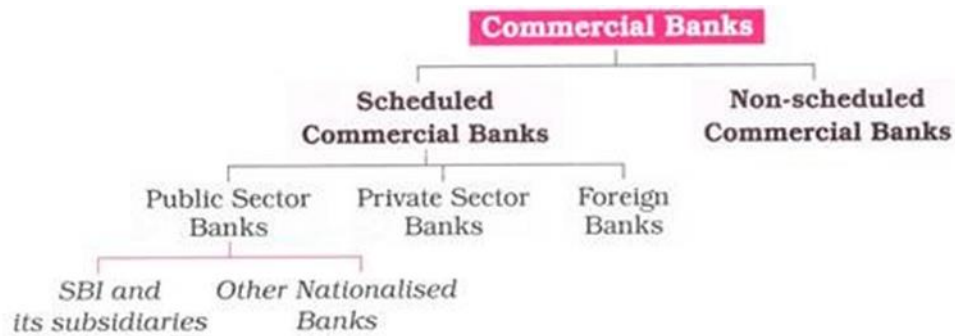 Commercial Banks
Scheduled
Commercial Banks
Non-scheduled
Commercial Banks
Public Sector
Banks
Private Sector
Banks
Foreign
Banks
SBI and
its subsidiaries
Other Nationalised
Banks